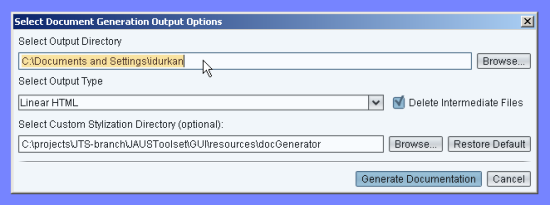 Select Document Generation Output Options
Select Output Directory
C:\Documents and Settings\idurkan
Browse...
Select Output Type
Linear HTML
Delete Intermediate Files
Select Custom Stylization Directory (optional):
C:\projects\JTS-branch\JAUSToolset\GUI\resources\docGenerator
Browse...
Restore Default
Generate Documentation
Cancel